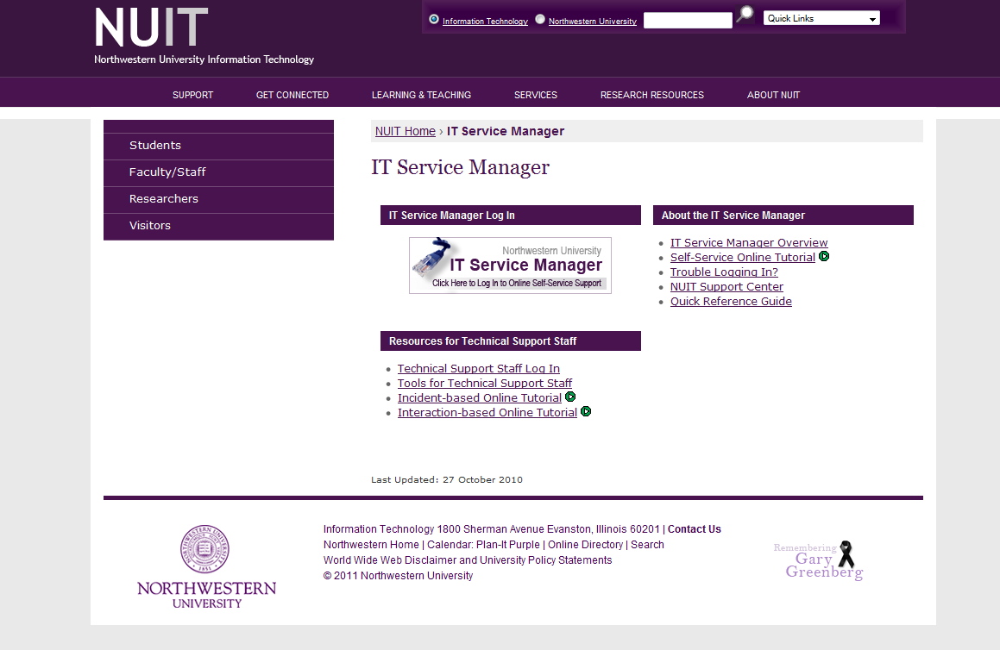 NUIT
Northwestern University Information Technology
Information Technology Northwestern University Quick Links
SUPPORT GET CONNECTED LEARNING & TEACHING SERVICES RESEARCH RESOURCES ABOUT NUIT
Students
Faculty/Staff
Researchers
Visitors
NUIT Home › IT Service Manager
IT Service Manager
IT Service Manager Log In
Northwestern University
IT Service Manager
Click Here to Log In to Online Self-Service Support
About the IT Service Manager
IT Service Manager Overview
Self-Service Online Tutorial
Trouble Logging In?
NUIT Support Center
Quick Reference Guide
Resources for Technical Support Staff
Technical Support Staff Log In
Tools for Technical Support Staff
Incident-based Online Tutorial
Interaction-based Online Tutorial
Last Updated: 27 October 2010
NORTHWESTERN
UNIVERSITY
Information Technology 1800 Sherman Avenue Evanston, Illinois 60201 | Contact Us
Northwestern Home | Calendar: Plan-It Purple | Online Directory | Search
World Wide Web Disclaimer and University Policy Statements
© 2011 Northwestern University
Remembering
Gary
Greenberg